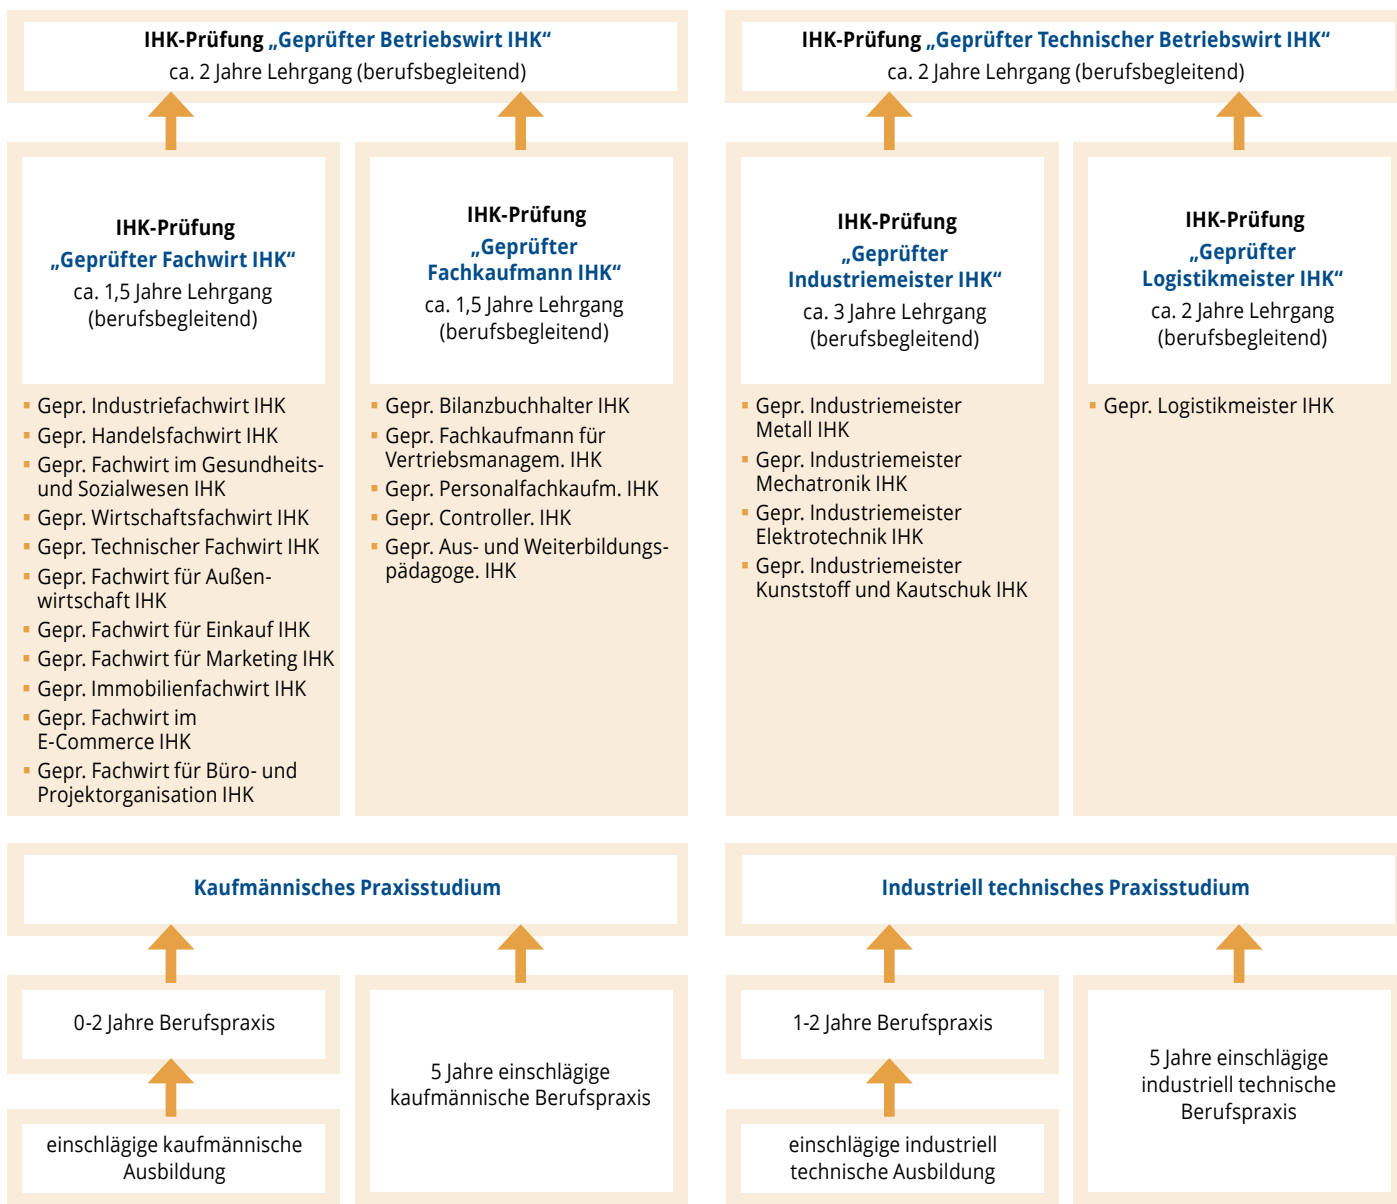 IHK-Prüfung „Geprüfter Betriebswirt IHK“
ca. 2 Jahre Lehrgang (berufsbegleitend)
IHK-Prüfung „Geprüfter Technischer Betriebswirt IHK“
ca. 2 Jahre Lehrgang (berufsbegleitend)
IHK-Prüfung
„Geprüfter Fachwirt IHK“
ca. 1,5 Jahre Lehrgang
(berufsbegleitend)
▪ Gepr. Industriefachwirt IHK
▪ Gepr. Handelsfachwirt IHK
▪ Gepr. Fachwirt im Gesundheits-
und Sozialwesen IHK
▪ Gepr. Wirtschaftsfachwirt IHK
▪ Gepr. Technischer Fachwirt IHK
▪ Gepr. Fachwirt für Außen-
wirtschaft IHK
▪ Gepr. Fachwirt für Einkauf IHK
▪ Gepr. Fachwirt für Marketing IHK
▪ Gepr. Immobilienfachwirt IHK
▪ Gepr. Fachwirt im
E-Commerce IHK
▪ Gepr. Fachwirt für Büro- und
Projektorganisation IHK
IHK-Prüfung
„Geprüfter
Fachkaufmann IHK“
ca. 1,5 Jahre Lehrgang
(berufsbegleitend)
▪ Gepr. Bilanzbuchhalter IHK
▪ Gepr. Fachkaufmann für
Vertriebsmanagem. IHK
▪ Gepr. Personalfachkaufm. IHK
▪ Gepr. Controller. IHK
▪ Gepr. Aus- und Weiterbildungs-
pädagoge. IHK
IHK-Prüfung
„Geprüfter
Industriemeister IHK“
ca. 3 Jahre Lehrgang
(berufsbegleitend)
▪ Gepr. Industriemeister
Metall IHK
▪ Gepr. Industriemeister
Mechatronik IHK
▪ Gepr. Industriemeister
Elektrotechnik IHK
▪ Gepr. Industriemeister
Kunststoff und Kautschuk IHK
IHK-Prüfung
„Geprüfter
Logistikmeister IHK“
ca. 2 Jahre Lehrgang
(berufsbegleitend)
▪ Gepr. Logistikmeister IHK
Kaufmännisches Praxisstudium
0-2 Jahre Berufspraxis
einschlägige kaufmännische
Ausbildung
5 Jahre einschlägige
kaufmännische Berufspraxis
Industriell technisches Praxisstudium
1-2 Jahre Berufspraxis
einschlägige industriell
technische Ausbildung
5 Jahre einschlägige
industriell technische
Berufspraxis